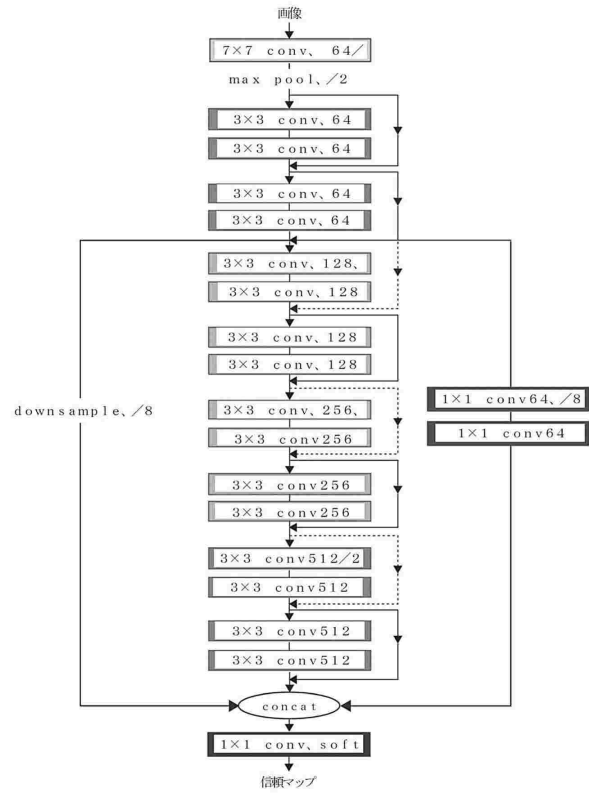 画像
7×7 conv、 64/
max pool、/2
3×3 conv、64
3×3 conv、64
3×3 conv、64
3×3 conv、64
3×3 conv、128、
3×3 conv、128
3×3 conv、128
3×3 conv、128
downsample、/8
1×1 conv64、/8
3×3 conv、256、
1×1 conv64
3×3 conv256
3×3 conv256
3×3 conv256
3×3 conv512/2
3×3 conv512
3×3 conv512
3×3 conv512
concat
1×1 conv、soft
信頼マップ